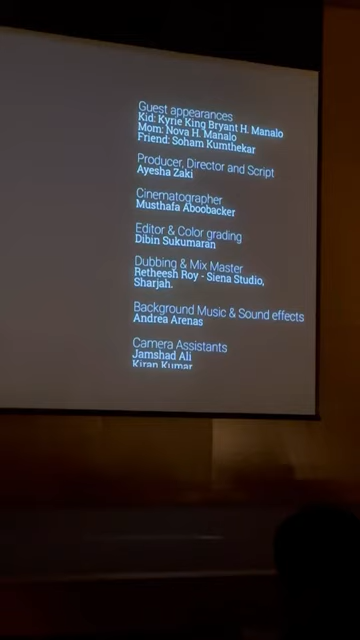 Guest appearances
Kid: Kyrie King Bryant H. Manalo
Mom: Nova H. Manalo
Friend: Soham Kumthekar
Producer, Director and Script
Ayesha Zaki
Cinematographer
Musthafa Aboobacker
Editor & Color grading
Dibin Sukumaran
Dubbing & Mix Master
Retheesh Roy - Siena Studio,
Sharjah.
Background Music & Sound effects
Andrea Arenas
Camera Assistants
Jamshad Ali
Kiran Kumar